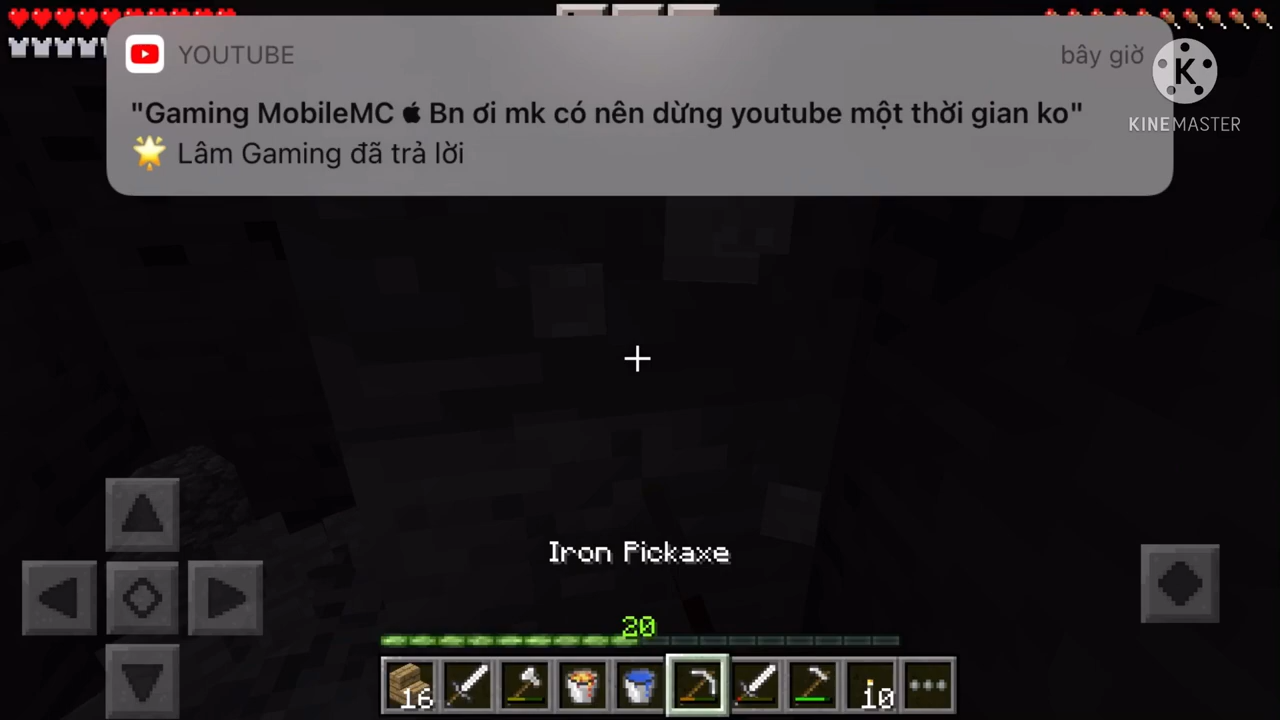 YOUTUBE
bây giờ
"Gaming MobileMC  Bn ơi mk có nên dừng youtube một thời gian ko"
🌟 Lâm Gaming đã trả lời
K
KINEMASTER
Iron Pickaxe
20
16
10